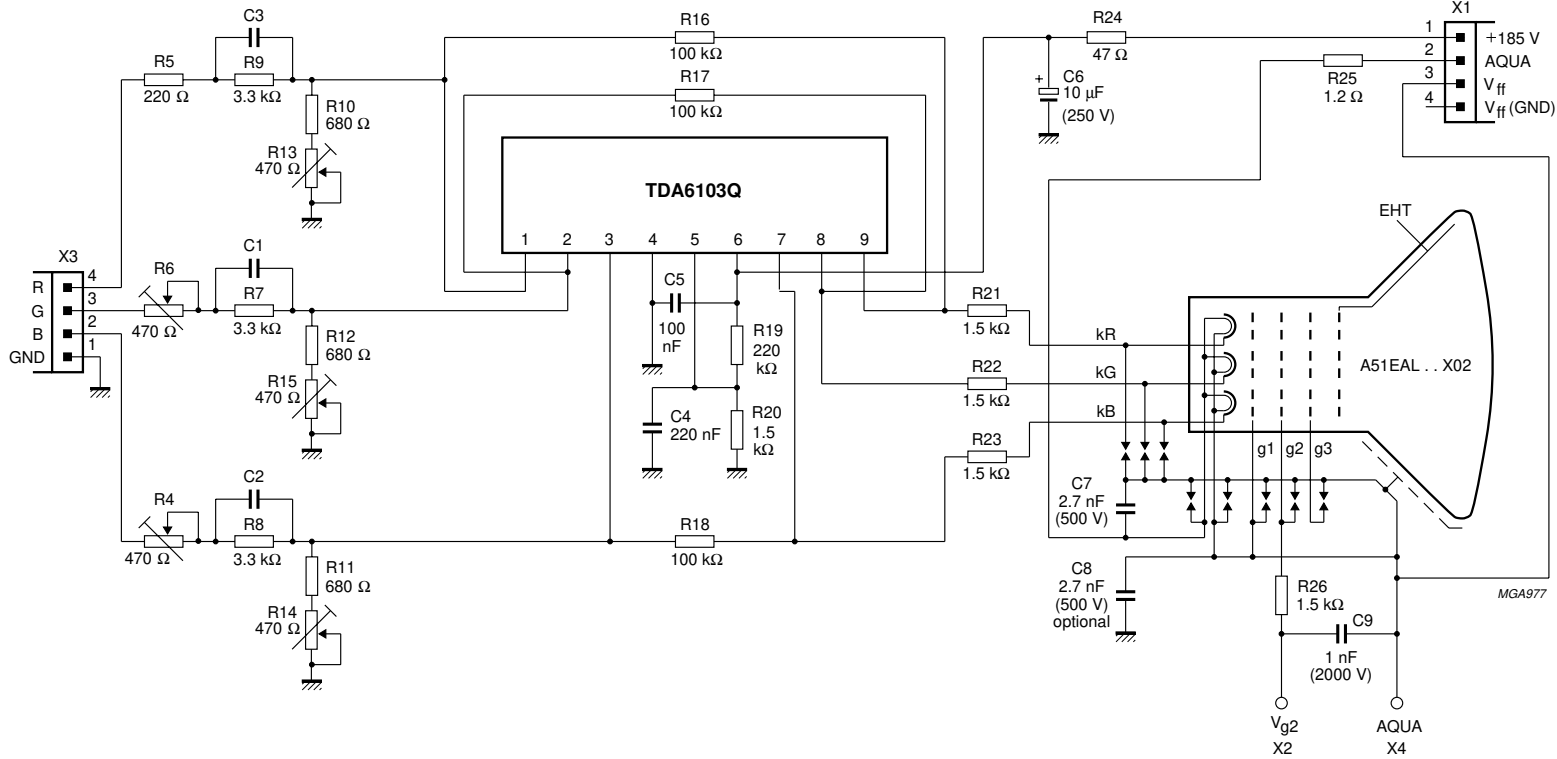 C3
R5
220 Ω
R9
3.3 kΩ
R10
680 Ω
R13
470 Ω
R16
100 kΩ
R17
100 kΩ
TDA6103Q
1 2 3 4 5 6 7 8 9
R24
47 Ω
C6
+
10 μF
(250 V)
R25
1.2 Ω
X1
1 +185 V
2 AQUA
3 Vff
4 Vff (GND)
X3
R 4
G 3
B 2
GND 1
R6
470 Ω
C1
R7
3.3 kΩ
R12
680 Ω
R15
470 Ω
C5
100
nF
R19
220
kΩ
C4
220 nF
R20
1.5
kΩ
R21
1.5 kΩ
R22
1.5 kΩ
R23
1.5 kΩ
kR
kG
kB
EHT
A51EAL . . X02
g1
g2
g3
R4
470 Ω
C2
R8
3.3 kΩ
R11
680 Ω
R14
470 Ω
R18
100 kΩ
C7
2.7 nF
(500 V)
C8
2.7 nF
(500 V)
optional
R26
1.5 kΩ
C9
1 nF
(2000 V)
MGA977
Vg2
X2
AQUA
X4